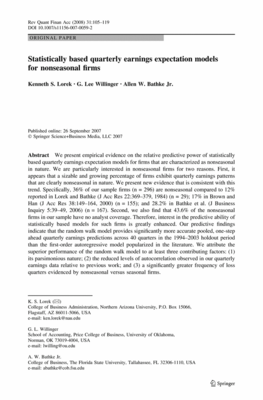 Rev Quant Finan Acc (2008) 31:105–119
DOI 10.1007/s11156-007-0059-2
ORIGINAL PAPER
Statistically based quarterly earnings expectation models
for nonseasonal firms
Kenneth S. Lorek · G. Lee Willinger · Allen W. Bathke Jr.
Published online: 26 September 2007
© Springer Science+Business Media, LLC 2007
Abstract We present empirical evidence on the relative predictive power of statistically
based quarterly earnings expectation models for firms that are characterized as nonseasonal
in nature. We are particularly interested in nonseasonal firms for two reasons. First, it
appears that a sizable and growing percentage of firms exhibit quarterly earnings patterns
that are clearly nonseasonal in nature. We present new evidence that is consistent with this
trend. Specifically, 36% of our sample firms (n = 296) are nonseasonal compared to 12%
reported in Lorek and Bathke (J Acc Res 22:369–379, 1984) (n = 29); 17% in Brown and
Han (J Acc Res 38:149–164, 2000) (n = 155); and 28.2% in Bathke et al. (J Business
Inquiry 5:39–49, 2006) (n = 167). Second, we also find that 43.6% of the nonseasonal
firms in our sample have no analyst coverage. Therefore, interest in the predictive ability of
statistically based models for such firms is greatly enhanced. Our predictive findings
indicate that the random walk model provides significantly more accurate pooled, one-step
ahead quarterly earnings predictions across 40 quarters in the 1994–2003 holdout period
than the first-order autoregressive model popularized in the literature. We attribute the
superior performance of the random walk model to at least three contributing factors: (1)
its parsimonious nature; (2) the reduced levels of autocorrelation observed in our quarterly
earnings data relative to previous work; and (3) a significantly greater frequency of loss
quarters evidenced by nonseasonal versus seasonal firms.
K. S. Lorek
College of Business Administration, Northern Arizona University, P.O. Box 15066,
Flagstaff, AZ 86011-5066, USA
e-mail: ken.lorek@nau.edu
G. L. Willinger
School of Accounting, Price College of Business, University of Oklahoma,
Norman, OK 73019-4004, USA
e-mail: lwillinger@ou.edu
A. W. Bathke Jr.
College of Business, The Florida State University, Tallahassee, FL 32306-1110, USA
e-mail: abathke@cob.fsu.edu
Springer